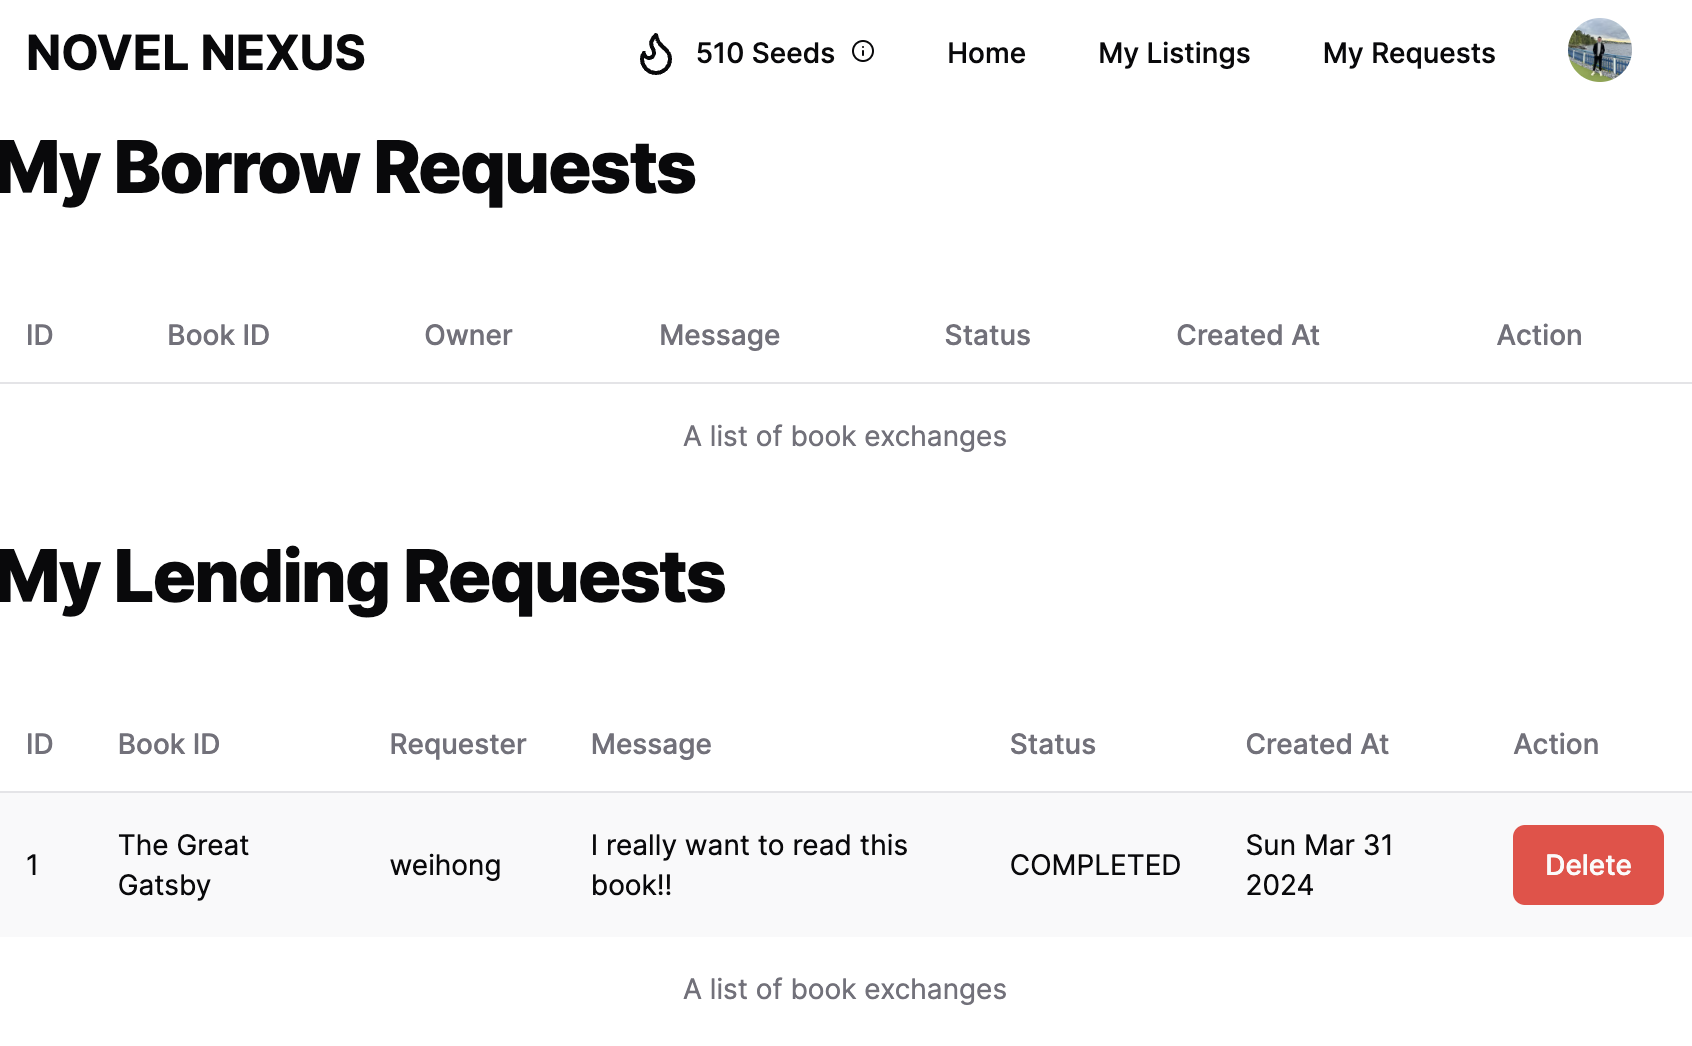 NOVEL NEXUS
510 Seeds
Home
My Listings
My Requests
My Borrow Requests
ID Book ID Owner Message Status Created At Action
A list of book exchanges
My Lending Requests
ID Book ID Requester Message Status Created At Action
1
The Great
Gatsby
weihong
I really want to read this
book!!
COMPLETED
Sun Mar 31
2024
Delete
A list of book exchanges